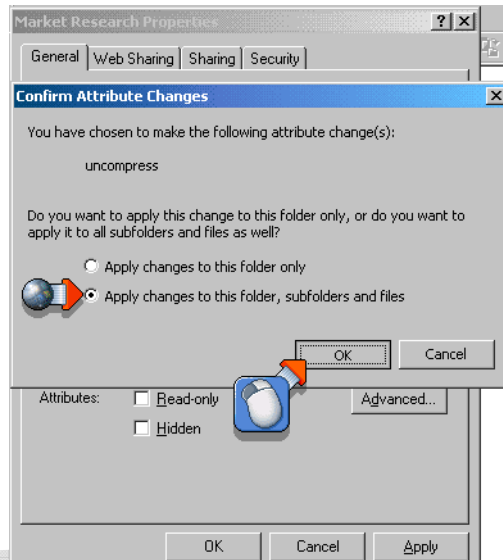 Market Research Properties
General Web Sharing Sharing Security
Confirm Attribute Changes
You have chosen to make the following attribute change(s):
uncompress
Do you want to apply this change to this folder only, or do you want to
apply it to all subfolders and files as well?
Apply changes to this folder only
Apply changes to this folder, subfolders and files
OK Cancel
Attributes: Read-only Advanced...
Hidden
OK Cancel Apply